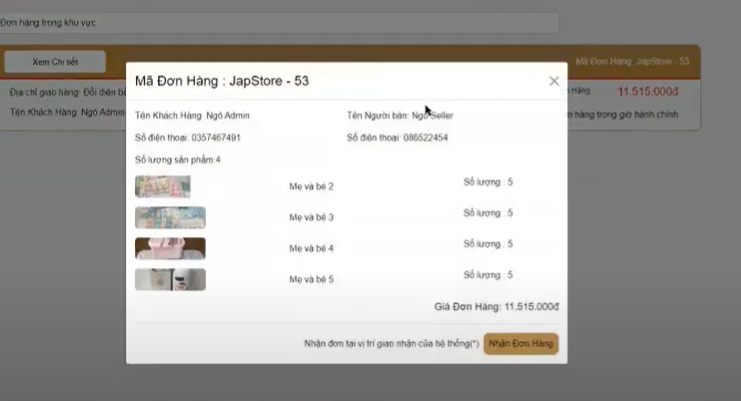 Đơn hàng trong khu vực
Xem Chi tiết
Mã Đơn Hàng: JapStore - 53
Địa chỉ giao hàng: Đối diện
Hàng 11.515.000đ
Tên Khách Hàng: Ngô Admin
hàng trong giờ hành chính
Mã Đơn Hàng : JapStore - 53
Tên Khách Hàng: Ngô Admin
Tên Người bán: Ngô Seller
Số điện thoại: 0357467491
Số điện thoại: 086522454
Số lượng sản phẩm:4
Mẹ và bé 2
Số lượng : 5
Mẹ và bé 3
Số lượng : 5
Mẹ và bé 4
Số lượng : 5
Mẹ và bé 5
Số lượng : 5
Giá Đơn Hàng: 11.515.000đ
Nhận đơn tại vị trí giao nhận của hệ thống(*)
Nhận Đơn Hàng